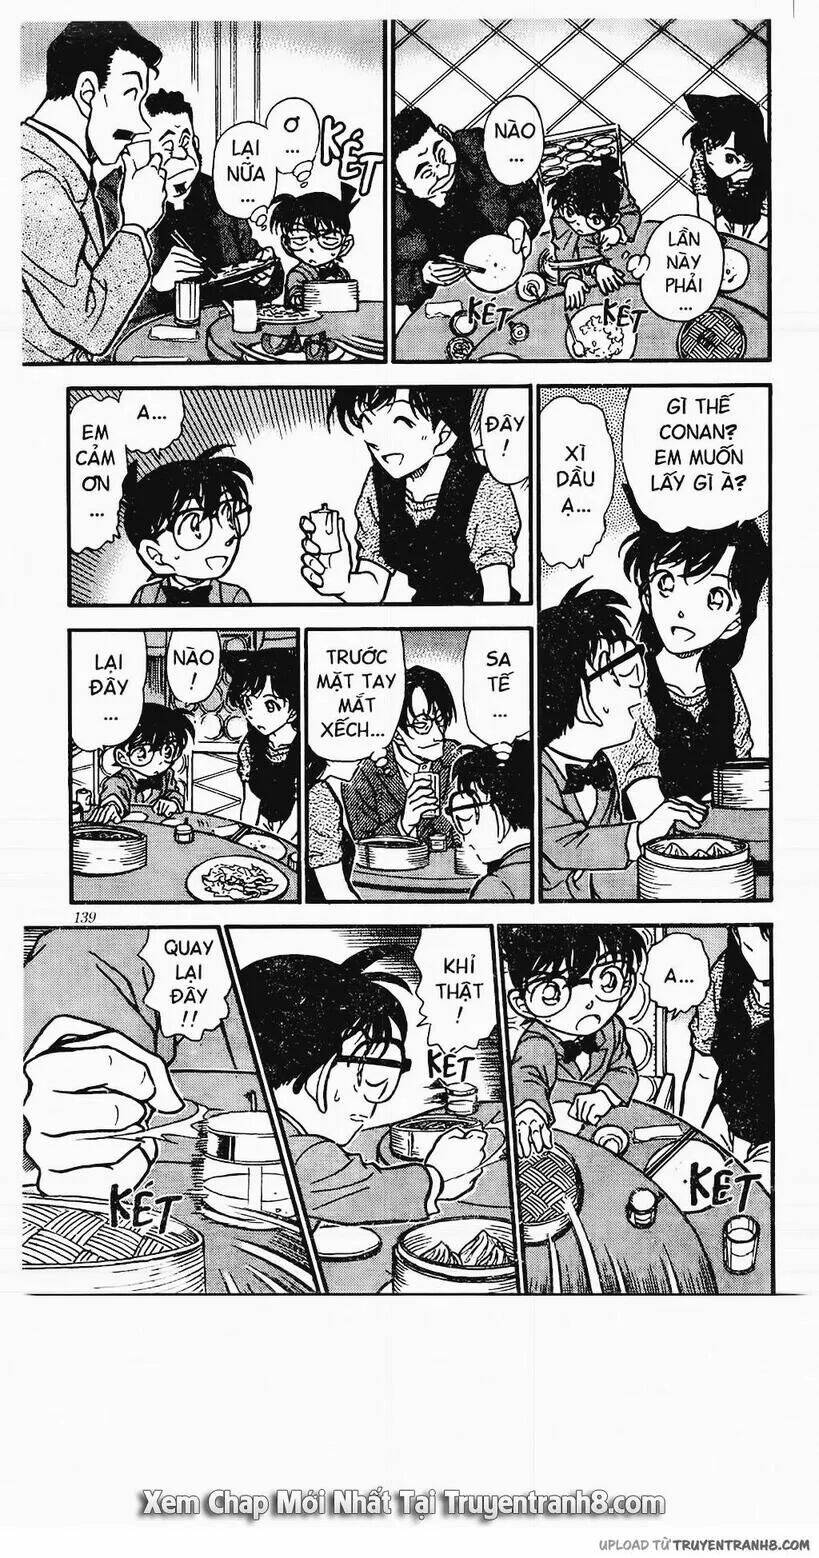 NÀO
...
LẦN
NÀY
PHẢI
...
KÉT
KÉT
KÉT
Ơ
...
LẠI
NỮA
...
GÌ THẾ
CONAN?
EM MUỐN
LẤY GÌ À?
XÌ
DẦU
Ạ...
ĐÂY
!
A...
EM
CẢM
ƠN
...
SA
TẾ
...
TRƯỚC
MẶT TAY
MẮT
XẾCH...
NÀO
!
LẠI
ĐÂY
...
139
A...
KÉT
KHỈ
THẬT
!
KÉT
QUAY
LẠI
ĐÂY
!!
KÉT
Xem Chap Mới Nhất Tại Truyentranh8.com
UPLOAD TỪ TRUYENTRANH8.COM